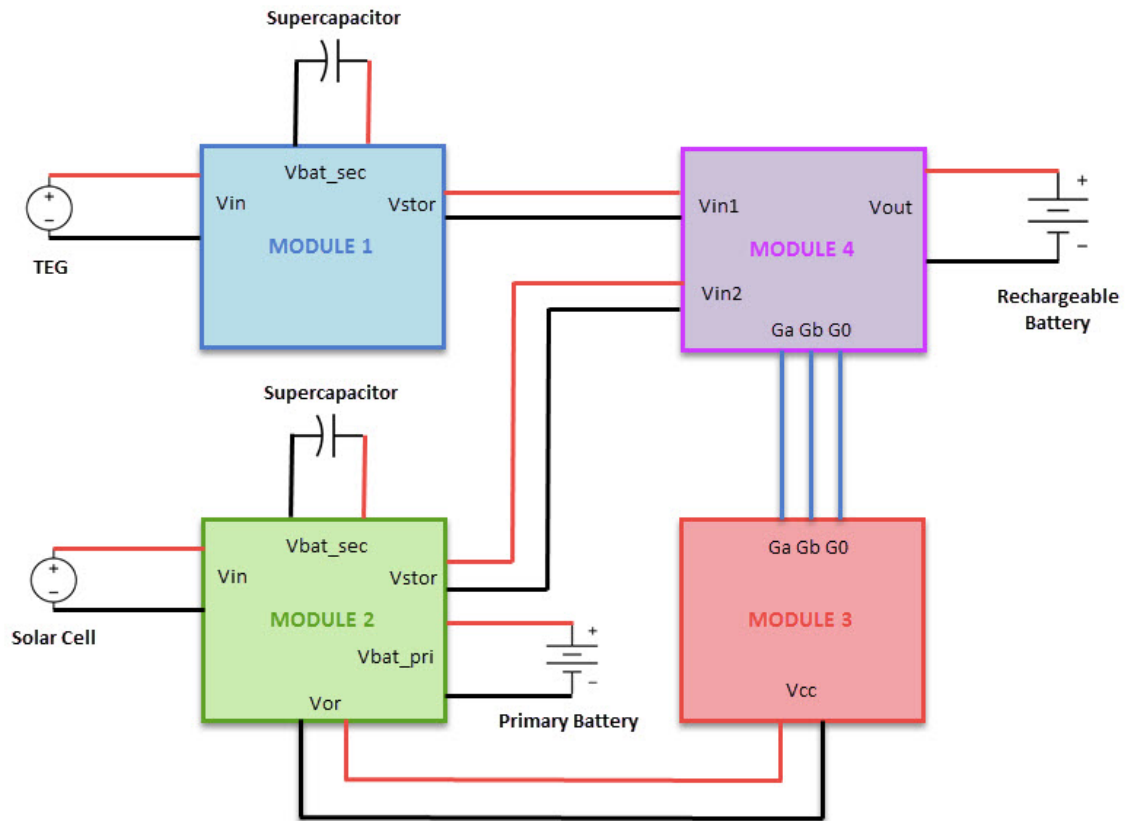 Supercapacitor
Vbat_sec
Vin
Vstor
MODULE 1
+
−
TEG
Vin1
Vout
MODULE 4
Vin2
Ga Gb G0
+
−
Rechargeable
Battery
Supercapacitor
Vbat_sec
Vin
Vstor
MODULE 2
Vbat_pri
Vor
+
−
Solar Cell
+
−
Primary Battery
Ga Gb G0
MODULE 3
Vcc